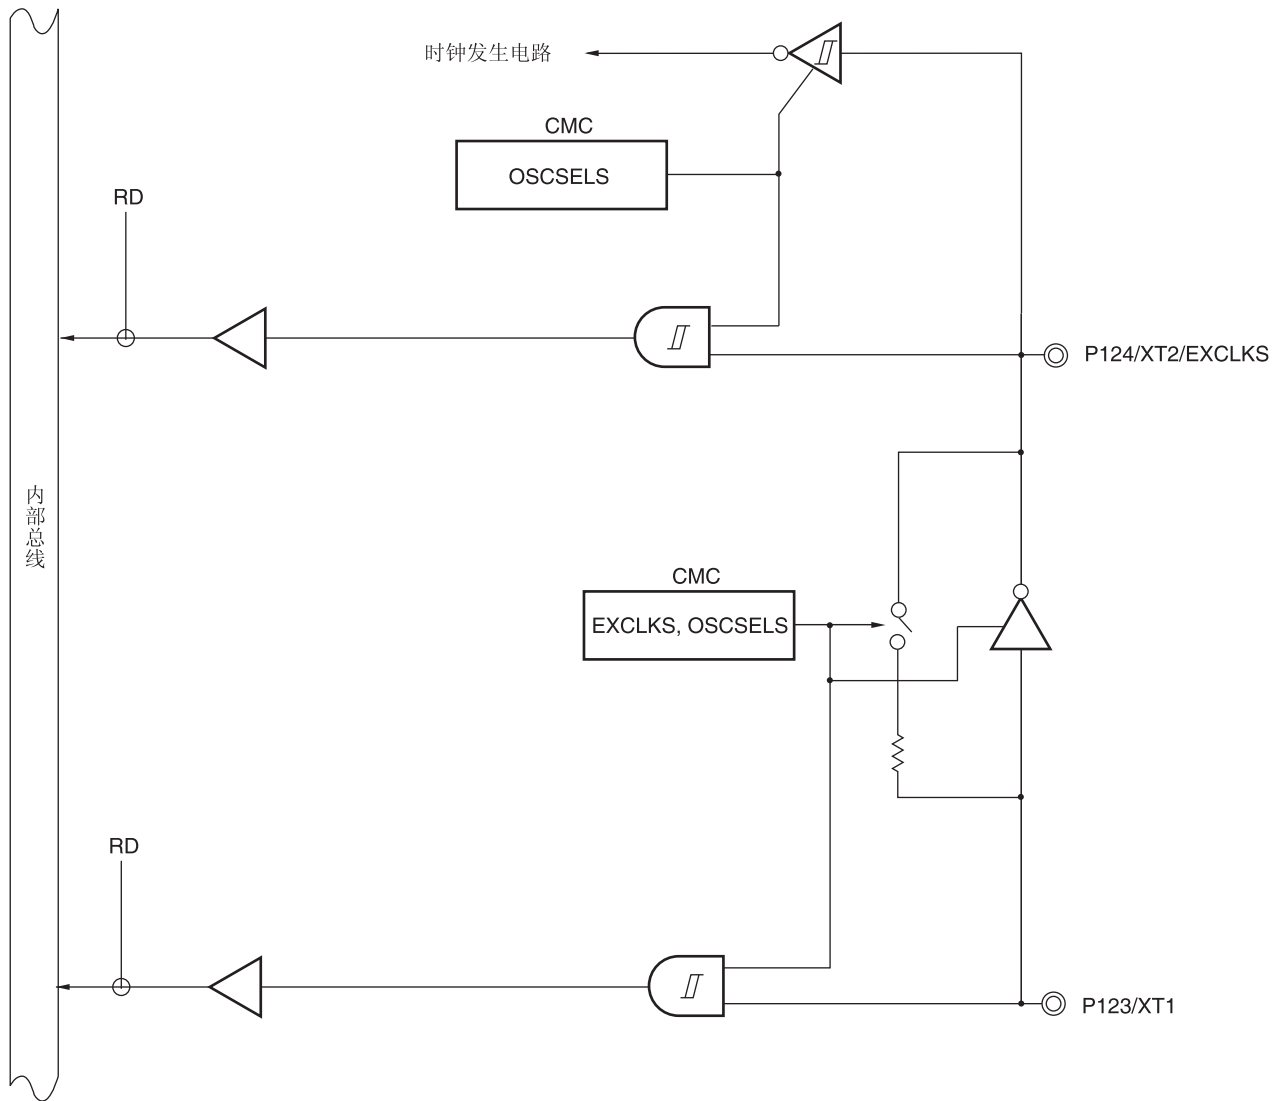 时钟发生电路
CMC
OSCSELS
RD
P124/XT2/EXCLKS
内部总线
CMC
EXCLKS, OSCSELS
RD
P123/XT1